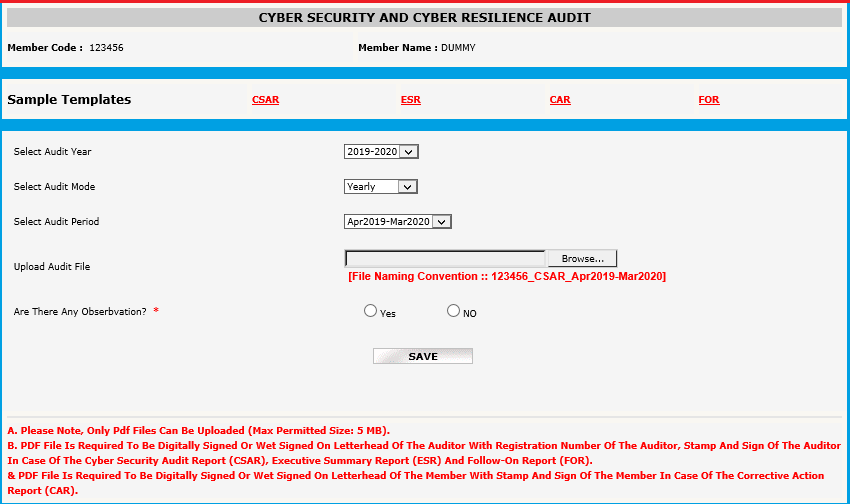 CYBER SECURITY AND CYBER RESILIENCE AUDIT
Member Code : 123456 Member Name : DUMMY
Sample Templates CSAR ESR CAR FOR
Select Audit Year 2019-2020
Select Audit Mode Yearly
Select Audit Period Apr2019-Mar2020
Upload Audit File Browse...
[File Naming Convention :: 123456_CSAR_Apr2019-Mar2020]
Are There Any Obserbvation? * Yes NO
SAVE
A. Please Note, Only Pdf Files Can Be Uploaded (Max Permitted Size: 5 MB).
B. PDF File Is Required To Be Digitally Signed Or Wet Signed On Letterhead Of The Auditor With Registration Number Of The Auditor, Stamp And Sign Of The Auditor
In Case Of The Cyber Security Audit Report (CSAR), Executive Summary Report (ESR) And Follow-On Report (FOR).
& PDF File Is Required To Be Digitally Signed Or Wet Signed On Letterhead Of The Member With Stamp And Sign Of The Member In Case Of The Corrective Action
Report (CAR).